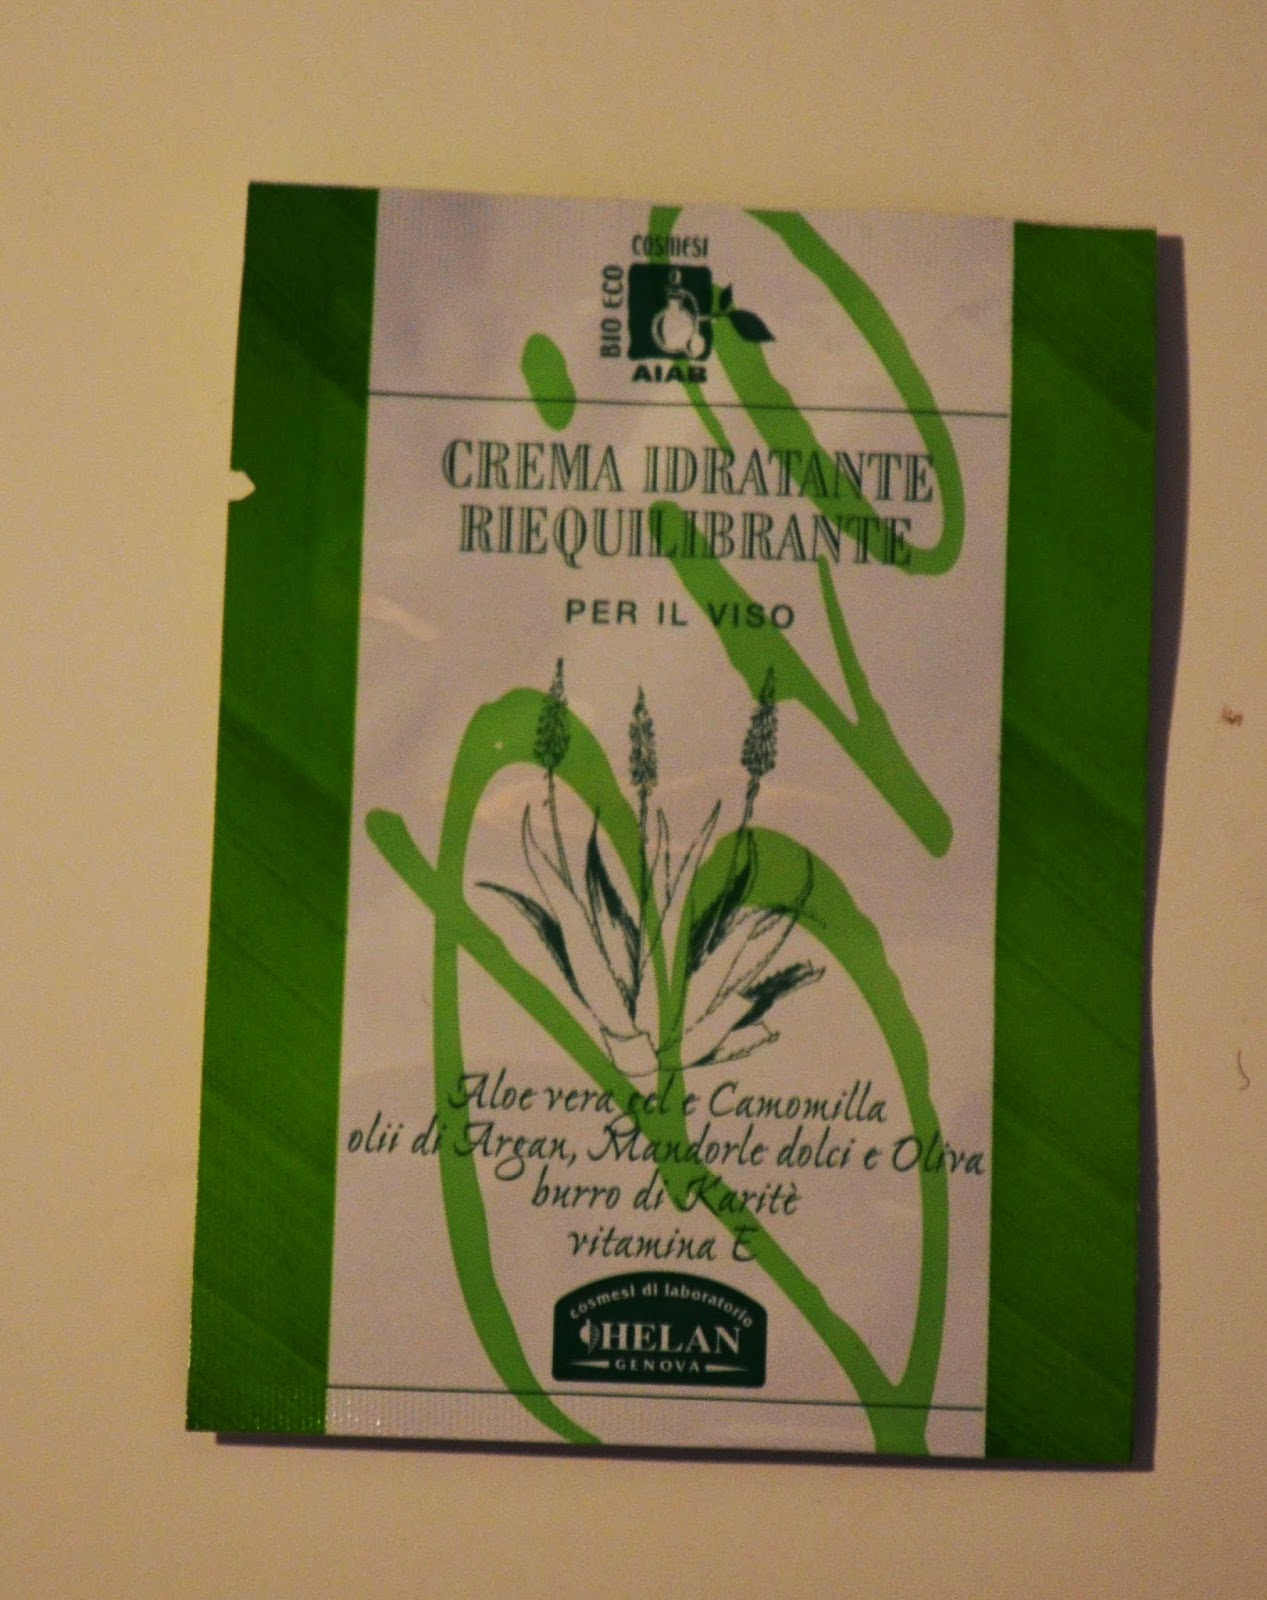 COSMESI
BIO ECO
AIAB
CREMA IDRATANTE
RIEQUILIBRANTE
PER IL VISO
Aloe vera gel e Camomilla
olii di Argan, Mandorle dolci e Oliva
burro di Karitè
vitamina E
cosmesi di laboratorio
HELAN
GENOVA